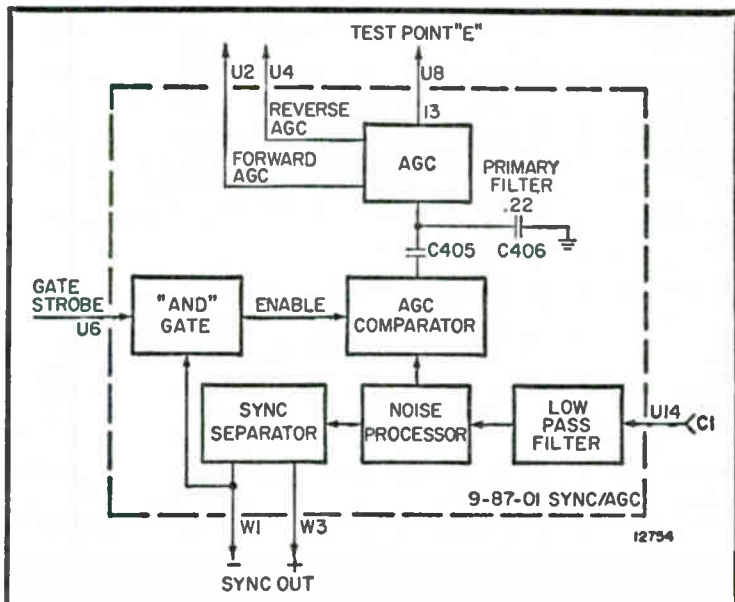 TEST POINT "E"
U2
U4
U8
REVERSE
AGC
13
FORWARD
AGC
AGC
PRIMARY
FILTER
.22
C405
C406
GATE
STROBE
U6
"AND"
GATE
ENABLE
AGC
COMPARATOR
SYNC
SEPARATOR
NOISE
PROCESSOR
LOW
PASS
FILTER
U14
C1
9-87-01 SYNC/AGC
W1
W3
12754
- +
SYNC OUT